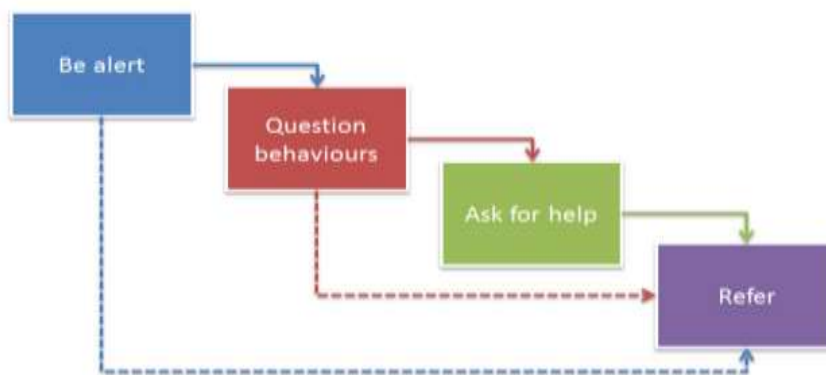 Be alert
Question
behaviours
Ask for help
Refer